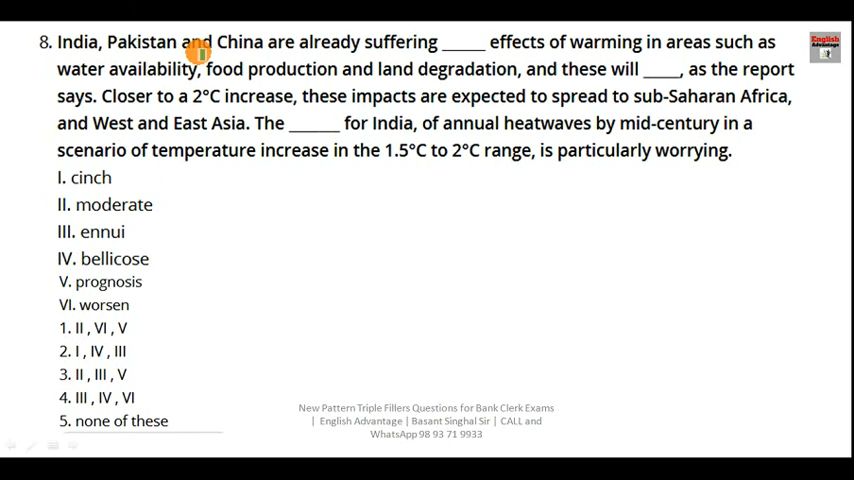 English
Advantage
8. India, Pakistan and China are already suffering _____ effects of warming in areas such as
water availability, food production and land degradation, and these will ____, as the report
says. Closer to a 2°C increase, these impacts are expected to spread to sub-Saharan Africa,
and West and East Asia. The ______ for India, of annual heatwaves by mid-century in a
scenario of temperature increase in the 1.5°C to 2°C range, is particularly worrying.
I. cinch
II. moderate
III. ennui
IV. bellicose
V. prognosis
VI. worsen
1. II , VI , V
2. I , IV , III
3. II , III , V
4. III , IV , VI
5. none of these
New Pattern Triple Fillers Questions for Bank Clerk Exams
| English Advantage | Basant Singhal Sir | CALL and
WhatsApp 98 93 71 9933